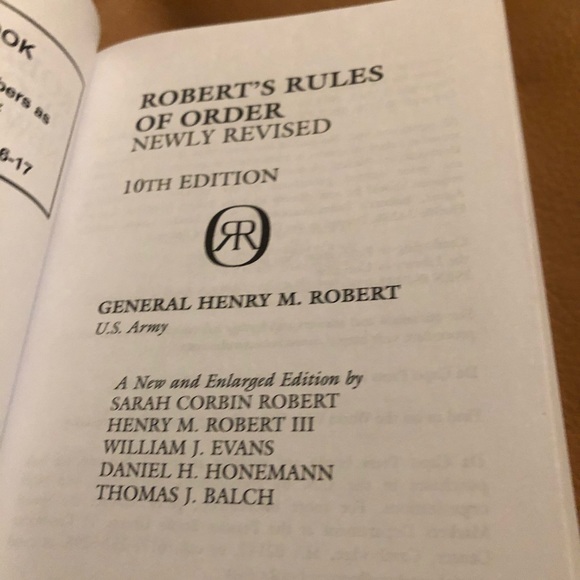 OOK
bers as
6-17
ROBERT'S RULES
OF ORDER
NEWLY REVISED
10TH EDITION
RR
GENERAL HENRY M. ROBERT
U.S. Army
A New and Enlarged Edition by
SARAH CORBIN ROBERT
HENRY M. ROBERT III
WILLIAM J. EVANS
DANIEL H. HONEMANN
THOMAS J. BALCH